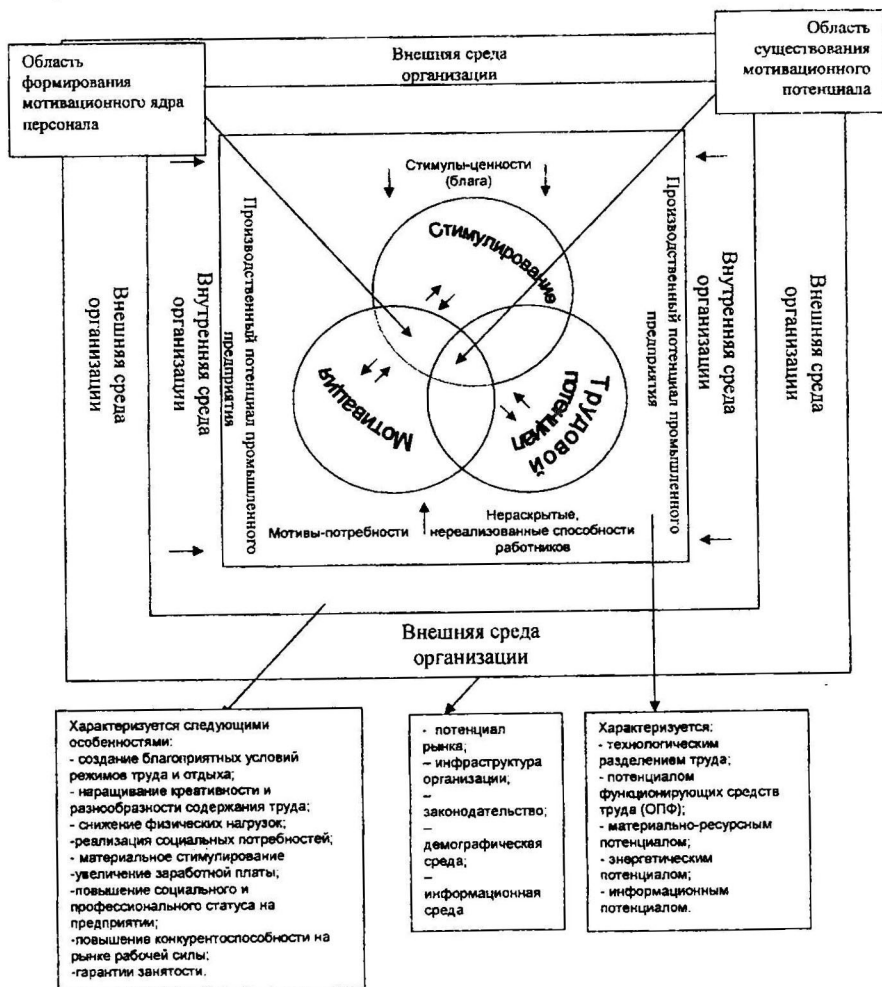 Область
формирования
мотивационного ядра
персонала
Внешняя среда
организации
Область
существования
мотивационного
потенциала
Стимулы-ценности
(блага)
Стимулирование
Мотивация
Трудовой
потенциал
Внешняя среда
организации
Внутренняя среда
организации
Производственный потенциал промышленного
предприятия
Производственный потенциал промышленного
предприятия
Внутренняя среда
организации
Внешняя среда
организации
Мотивы-потребности
Нераскрытые,
нереализованные способности
работников
Внешняя среда
организации
Характеризуется следующими
особенностями:
- создание благоприятных условий
режимов труда и отдыха;
- наращивание креативности и
разнообразности содержания труда;
- снижение физических нагрузок;
-реализация социальных потребностей;
- материальное стимулирование
-увеличение заработной платы;
-повышение социального и
профессионального статуса на
предприятии;
-повышение конкурентоспособности на
рынке рабочей силы;
-гарантии занятости.
- потенциал
рынка;
– инфраструктура
организации;
–
законодательство;
–
демографическая
среда;
–
информационная
среда
Характеризуется:
- технологическим
разделением труда;
- потенциалом
функционирующих средств
труда (ОПФ);
- материально-ресурсным
потенциалом;
- энергетическим
потенциалом;
- информационным
потенциалом.